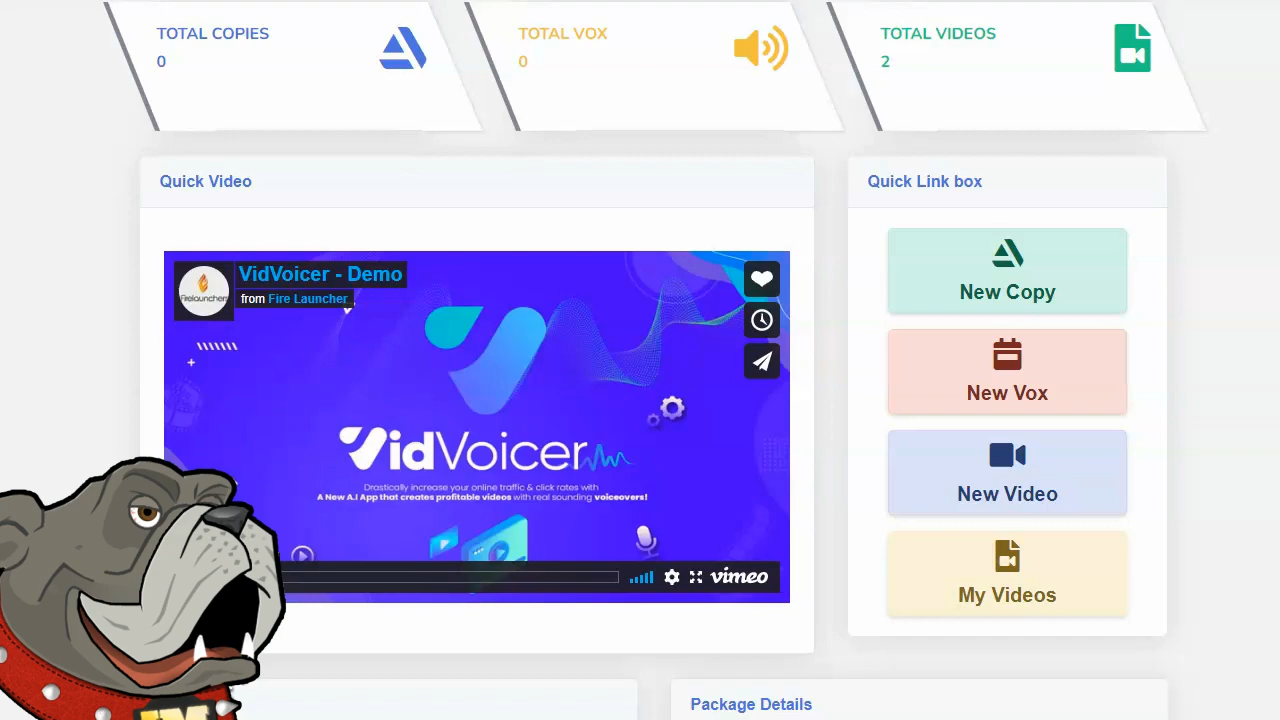 TOTAL COPIES
0
TOTAL VOX
0
TOTAL VIDEOS
2
Quick Video
VidVoicer - Demo
from Fire Launcher
Firelaunchers
VidVoicer
Drastically increase your online traffic & click rates with
A New A.I App that creates profitable videos with real sounding voiceovers!
vimeo
Quick Link box
New Copy
New Vox
New Video
My Videos
Package Details
IM